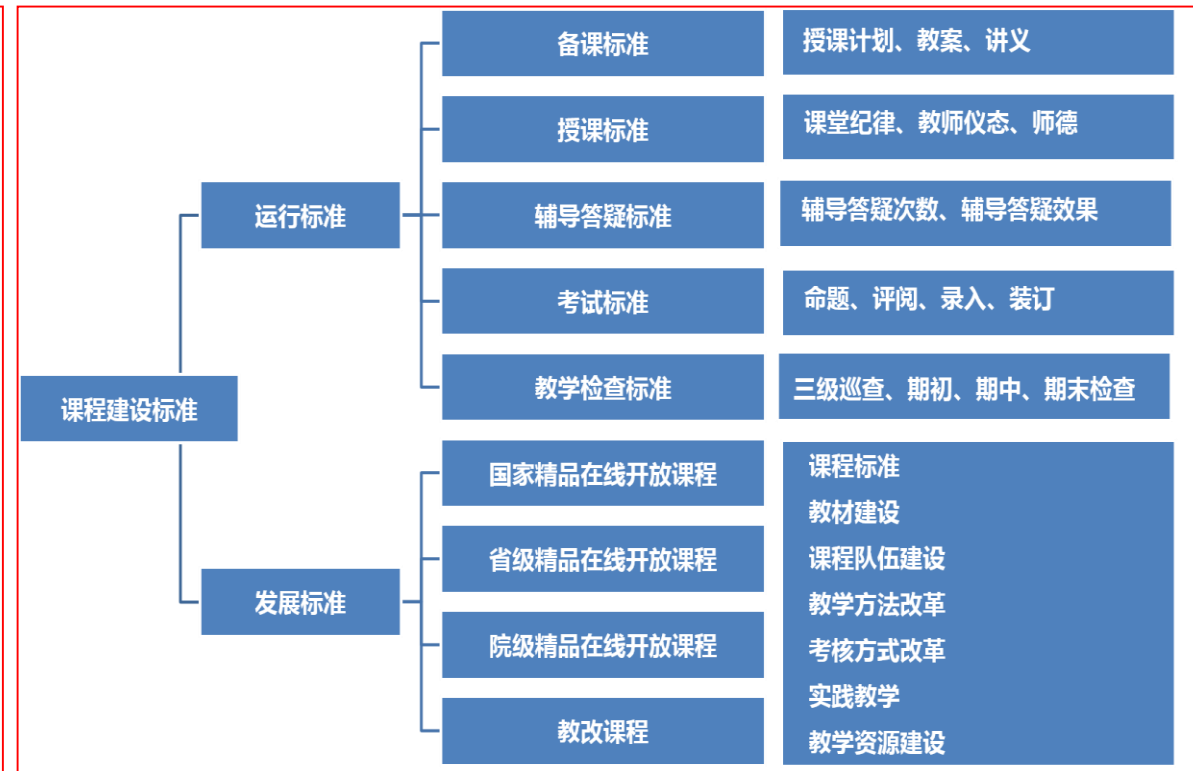 备课标准
授课计划、教案、讲义
授课标准
课堂纪律、教师仪态、师德
运行标准
辅导答疑标准
辅导答疑次数、辅导答疑效果
考试标准
命题、评阅、录入、装订
教学检查标准
三级巡查、期初、期中、期末检查
课程建设标准
国家精品在线开放课程
省级精品在线开放课程
发展标准
院级精品在线开放课程
教改课程
课程标准
教材建设
课程队伍建设
教学方法改革
考核方式改革
实践教学
教学资源建设